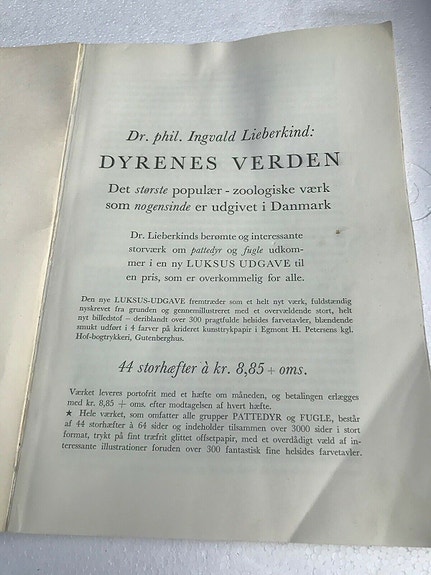 Dr. phil. Ingvald Lieberkind:
DYRENES VERDEN
Det største populær - zoologiske værk
som nogensinde er udgivet i Danmark
Dr. Lieberkinds berømte og interessante
storværk om pattedyr og fugle udkom-
mer i en ny LUKSUS UDGAVE til
en pris, som er overkommelig for alle.
Den nye LUKSUS-UDGAVE fremtræder som et helt nyt værk, fuldstændig
nyskrevet fra grunden og gennemillustreret med et overvældende stort, helt
nyt billedstof - deriblandt over 300 pragtfulde helsides farvetavler, blændende
smukt udført i 4 farver på krideret kunsttrykpapir i Egmont H. Petersens kgl.
Hof-bogtrykkeri, Gutenberghus.
44 storhæfter à kr. 8,85 + oms.
Værket leveres portofrit med et hæfte om måneden, og betalingen erlægges
med kr. 8,85 + oms. efter modtagelsen af hvert hæfte.
★ Hele værket, som omfatter alle grupper PATTEDYR og FUGLE, består
af 44 storhæfter à 64 sider og indeholder tilsammen over 3000 sider i stort
format, trykt på fint træfrit glittet offsetpapir, med et overdådigt væld af in-
teressante illustrationer foruden over 300 fantastisk fine helsides farvetavler.